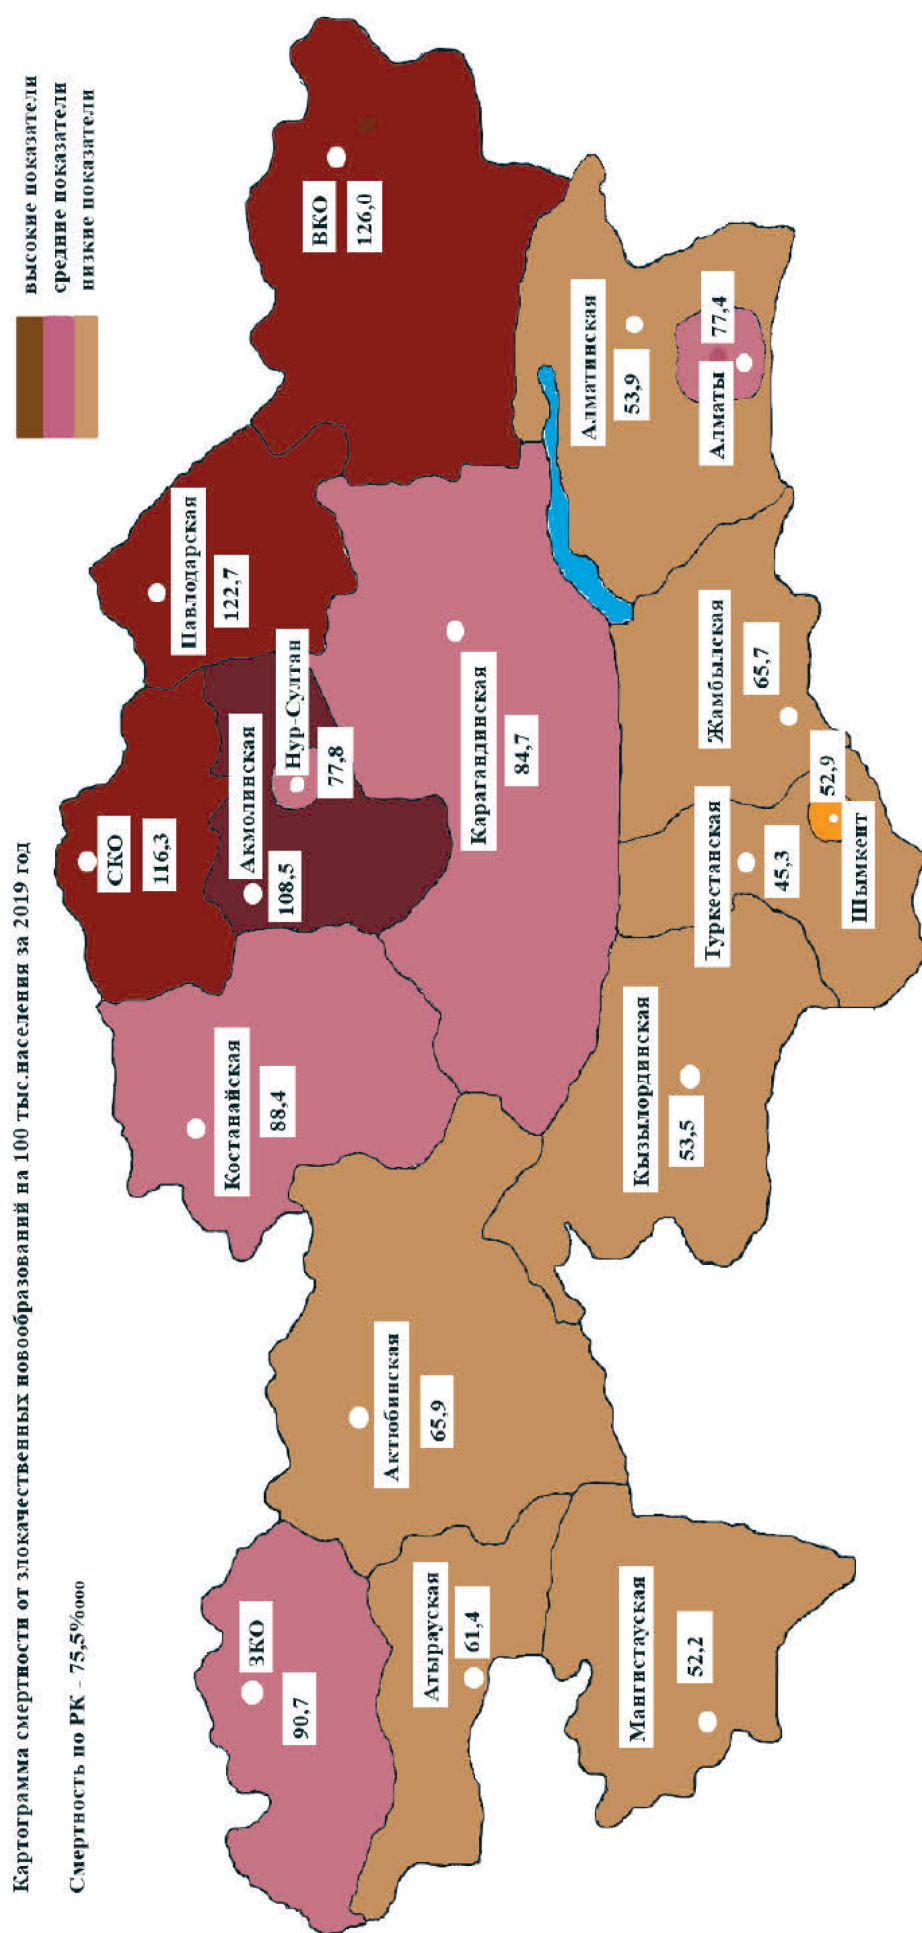 Картограмма смертности от злокачественных новообразований на 100 тыс.населения за 2019 год
Смертность по РК - 75,5%ооо
высокие показатели
средние показатели
низкие показатели
ЗКО
90,7
Атырауская
61,4
Мангистауская
52,2
Актюбинская
65,9
Костанайская
88,4
СКО
116,3
Акмолинская
108,5
Нур-Султан
77,8
Павлодарская
122,7
Карагандинская
84,7
ВКО
126,0
Кызылординская
53,5
Туркестанская
45,3
Шымкент
52,9
Жамбылская
65,7
Алматинская
53,9
Алматы
77,4